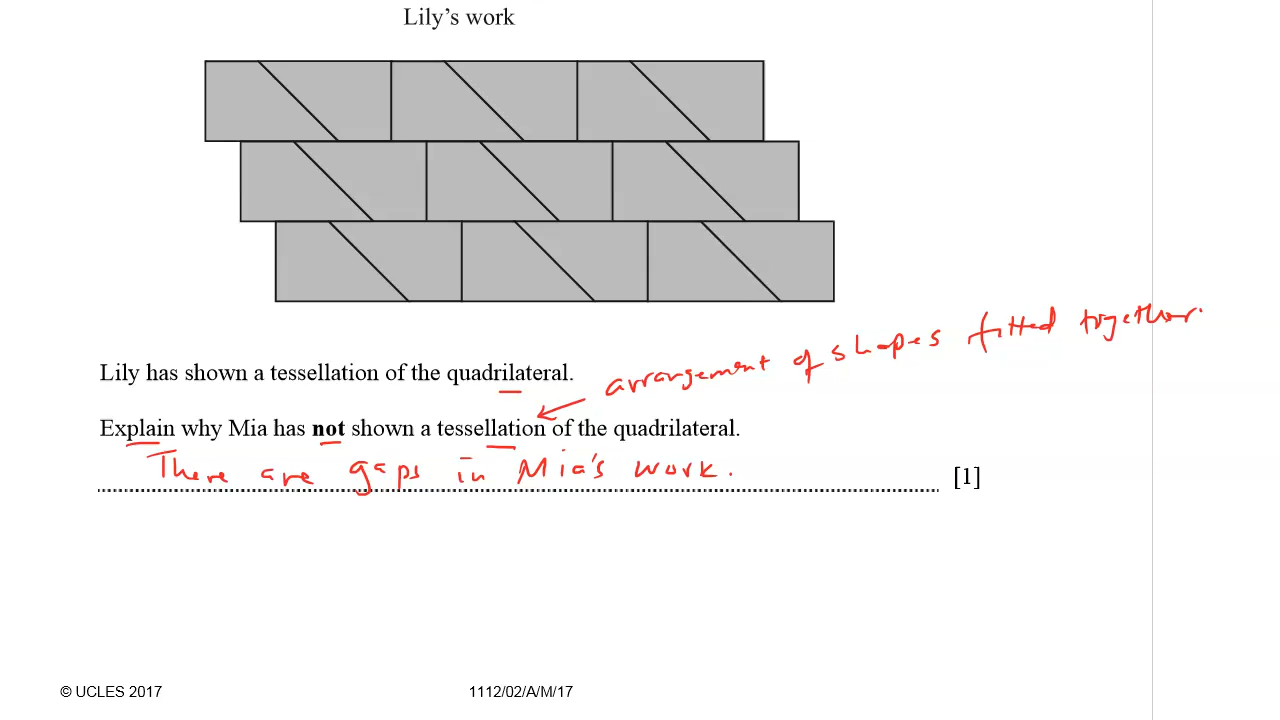 Lily’s work
arrangement of shapes fitted together.
Lily has shown a tessellation of the quadrilateral.
Explain why Mia has not shown a tessellation of the quadrilateral.
There are gaps in Mia's work.
[1]
© UCLES 2017
1112/02/A/M/17